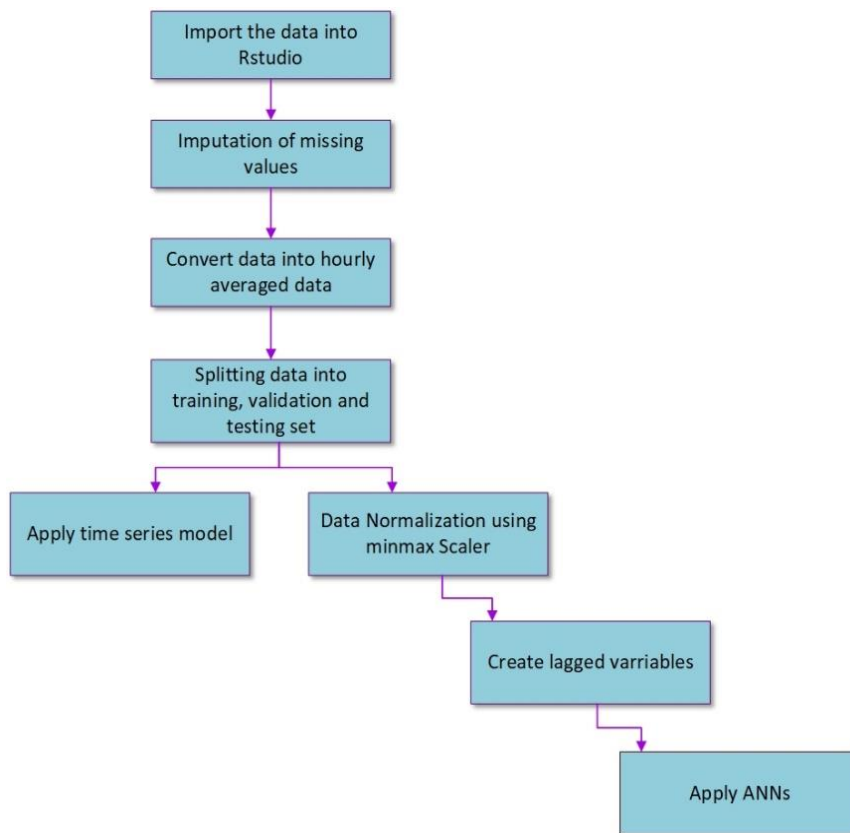 Import the data into
Rstudio
Imputation of missing
values
Convert data into hourly
averaged data
Splitting data into
training, validation and
testing set
Apply time series model
Data Normalization using
minmax Scaler
Create lagged varriables
Apply ANNs